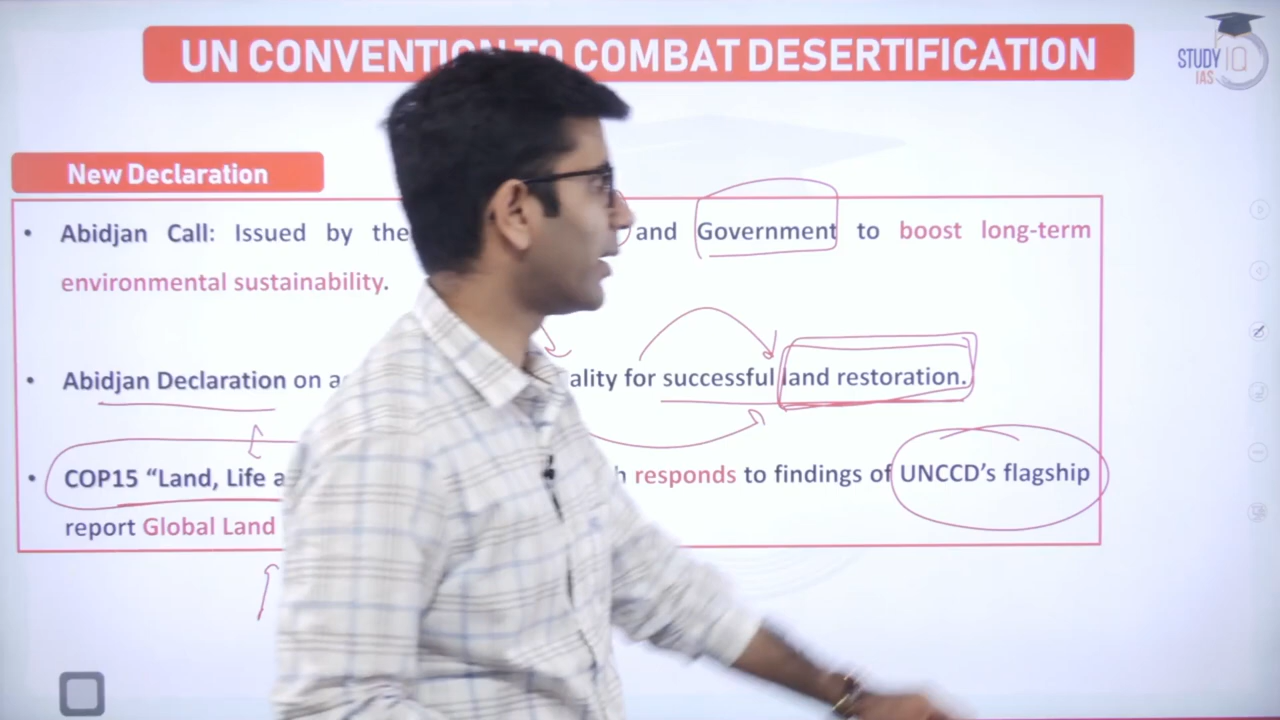 UN CONVENTION TO COMBAT DESERTIFICATION
STUDY IQ
IAS
New Declaration
• Abidjan Call: Issued by the and Government to boost long-term
environmental sustainability.
• Abidjan Declaration on ality for successful land restoration.
• COP15 “Land, Life a responds to findings of UNCCD’s flagship
report Global Land